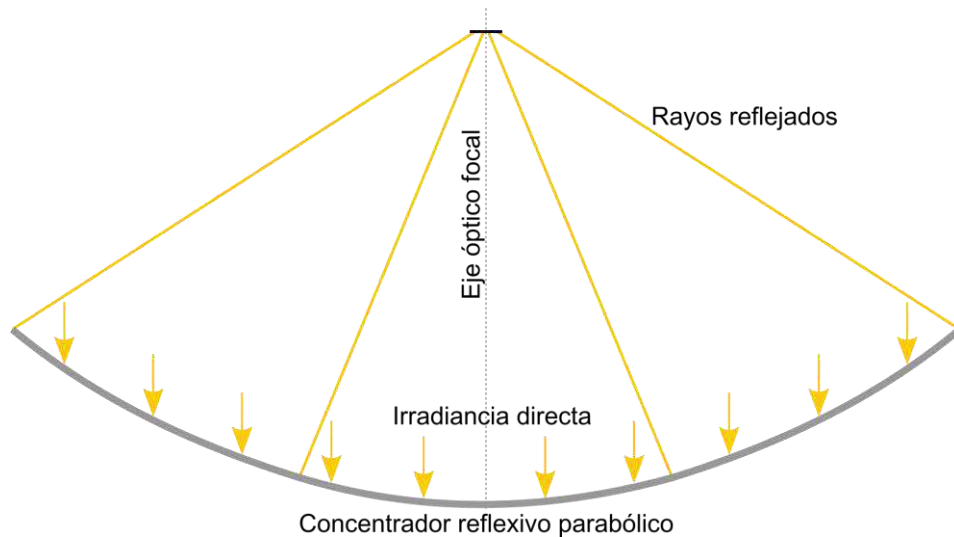 Rayos reflejados
Eje óptico focal
Irradiancia directa
Concentrador reflexivo parabólico